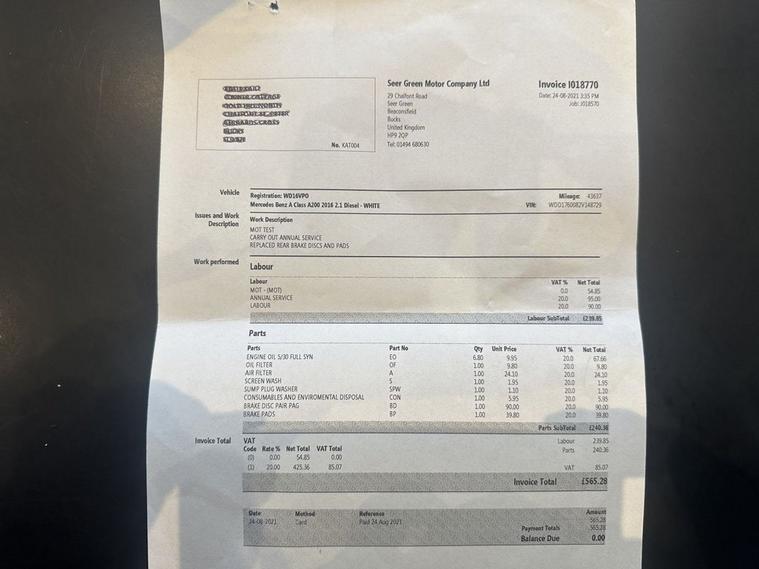 Seer Green Motor Company Ltd
29 Chalfont Road
Seer Green
Beaconsfield
Bucks
United Kingdom
HP9 2QP
Tel: 01494 680630
Invoice I018770
Date: 24-08-2021 3:35 PM
Job: J018570
No. KAT004
Vehicle
Registration: WD16VPO Mileage: 43637
Mercedes Benz A Class A200 2016 2.1 Diesel - WHITE VIN:
Issues and Work Description
Work Description
MOT TEST
CARRY OUT ANNUAL SERVICE
REPLACED REAR BRAKE DISCS AND PADS
Work performed
Labour
Labour VAT % Net Total
MOT - (MOT) 0.0 54.85
ANNUAL SERVICE 20.0 95.00
LABOUR 20.0 90.00
Labour SubTotal £239.85
Parts
Parts Part No Qty Unit Price VAT % Net Total
ENGINE OIL 5/30 FULL SYN EO 6.80 9.95 20.0 67.66
OIL FILTER OF 1.00 9.80 20.0 9.80
AIR FILTER A 1.00 24.10 20.0 24.10
SCREEN WASH S 1.00 1.95 20.0 1.95
SUMP PLUG WASHER SPW 1.00 1.10 20.0 1.10
CONSUMABLES AND ENVIROMENTAL DISPOSAL CON 1.00 5.95 20.0 5.95
BRAKE DISC PAIR PAG BD 1.00 90.00 20.0 90.00
BRAKE PADS BP 1.00 39.80 20.0 39.80
Parts SubTotal £240.36
Invoice Total
VAT
Code Rate % Net Total VAT Total
(0) 0.00 54.85 0.00
(1) 20.00 425.36 85.07
Labour 239.85
Parts 240.36
VAT 85.07
Invoice Total £565.28
Date Method Reference Amount
24-08-2021 Card Paid 24 Aug 2021 565.28
Payment Totals 565.28
Balance Due 0.00